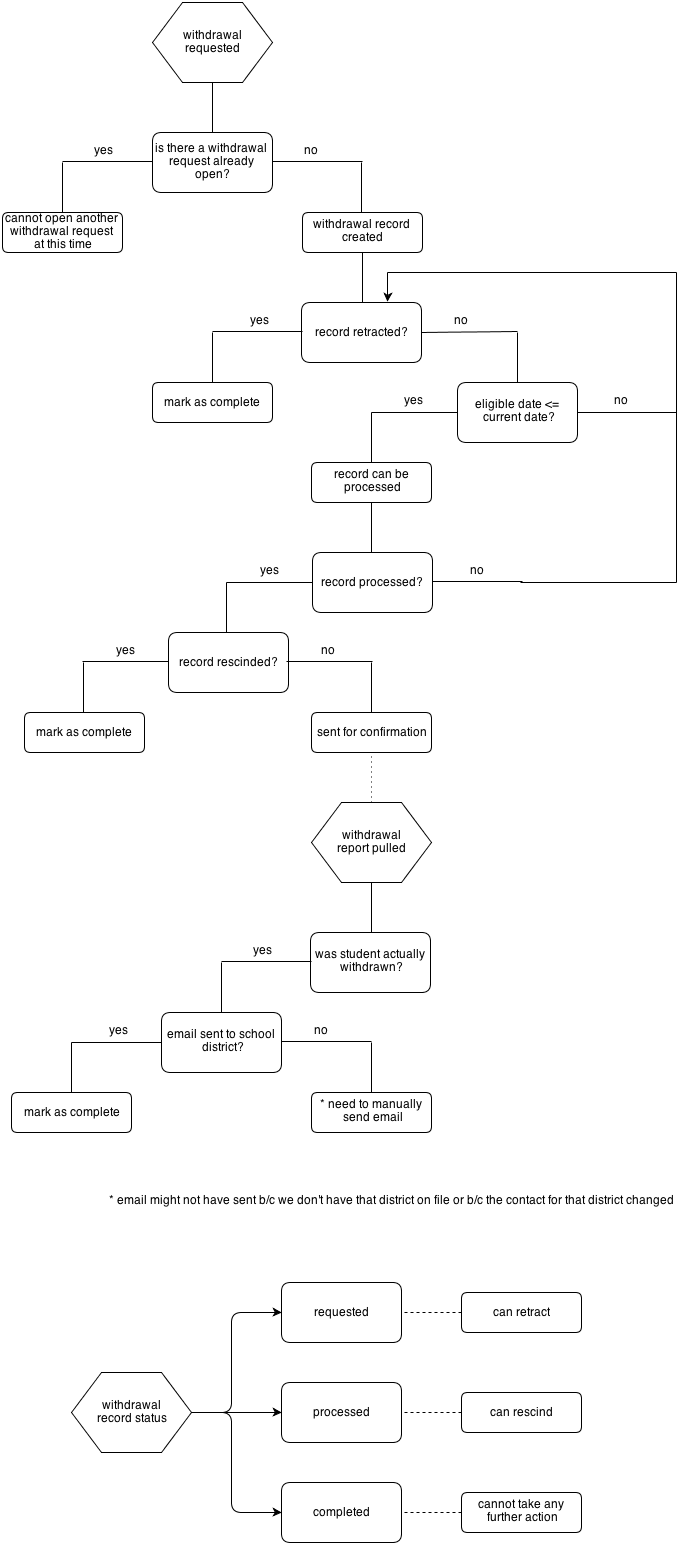 withdrawal
requested
yes
is there a withdrawal
request already
open?
no
cannot open another
withdrawal request
at this time
withdrawal record
created
yes
record retracted?
no
mark as complete
yes
eligible date <=
current date?
no
record can be
processed
yes
record processed?
no
yes
record rescinded?
no
mark as complete
sent for confirmation
withdrawal
report pulled
yes
was student actually
withdrawn?
yes
email sent to school
district?
no
mark as complete
* need to manually
send email
* email might not have sent b/c we don't have that district on file or b/c the contact for that district changed
requested
can retract
withdrawal
record status
processed
can rescind
completed
cannot take any
further action